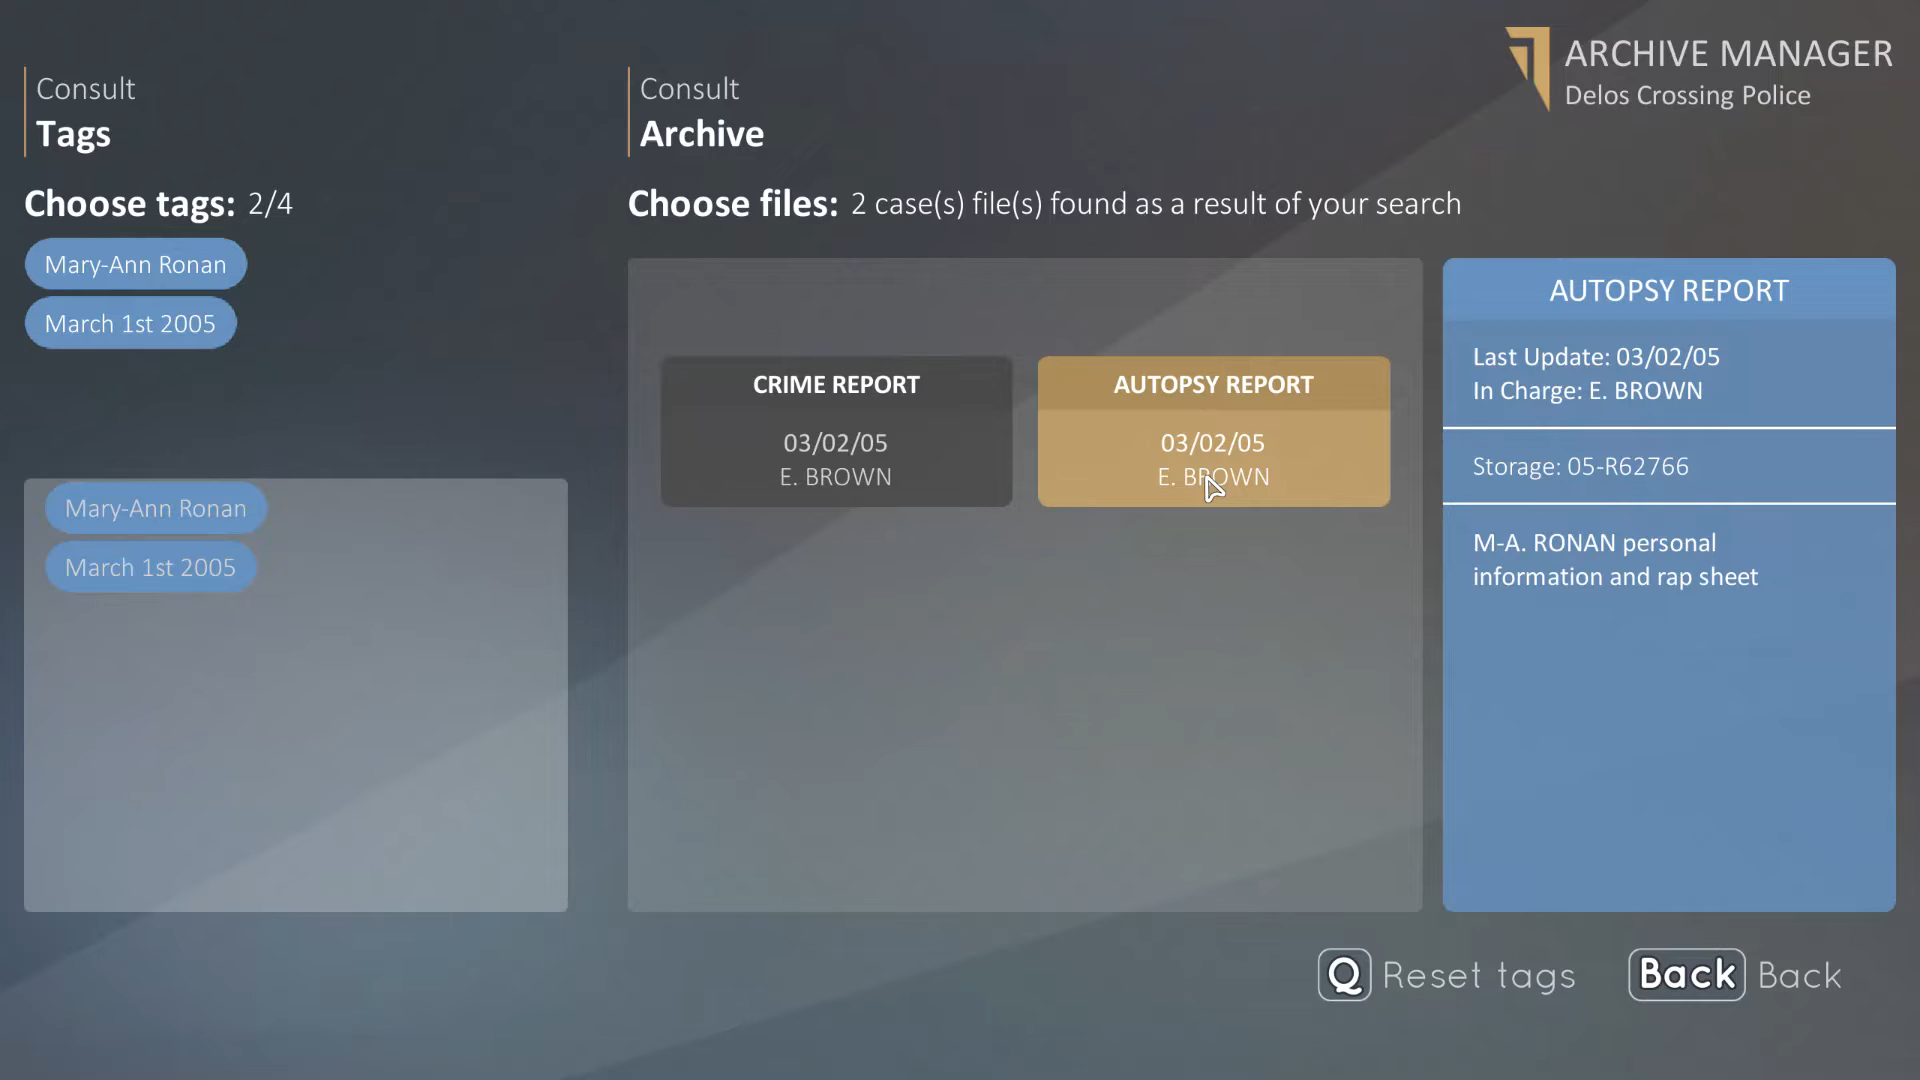 ARCHIVE MANAGER
Delos Crossing Police
Consult
Tags
Choose tags: 2/4
Mary-Ann Ronan
March 1st 2005
Mary-Ann Ronan
March 1st 2005
Consult
Archive
Choose files: 2 case(s) file(s) found as a result of your search
CRIME REPORT
03/02/05
E. BROWN
AUTOPSY REPORT
03/02/05
E. BROWN
AUTOPSY REPORT
Last Update: 03/02/05
In Charge: E. BROWN
Storage: 05-R62766
M-A. RONAN personal
information and rap sheet
Q Reset tags
Back Back